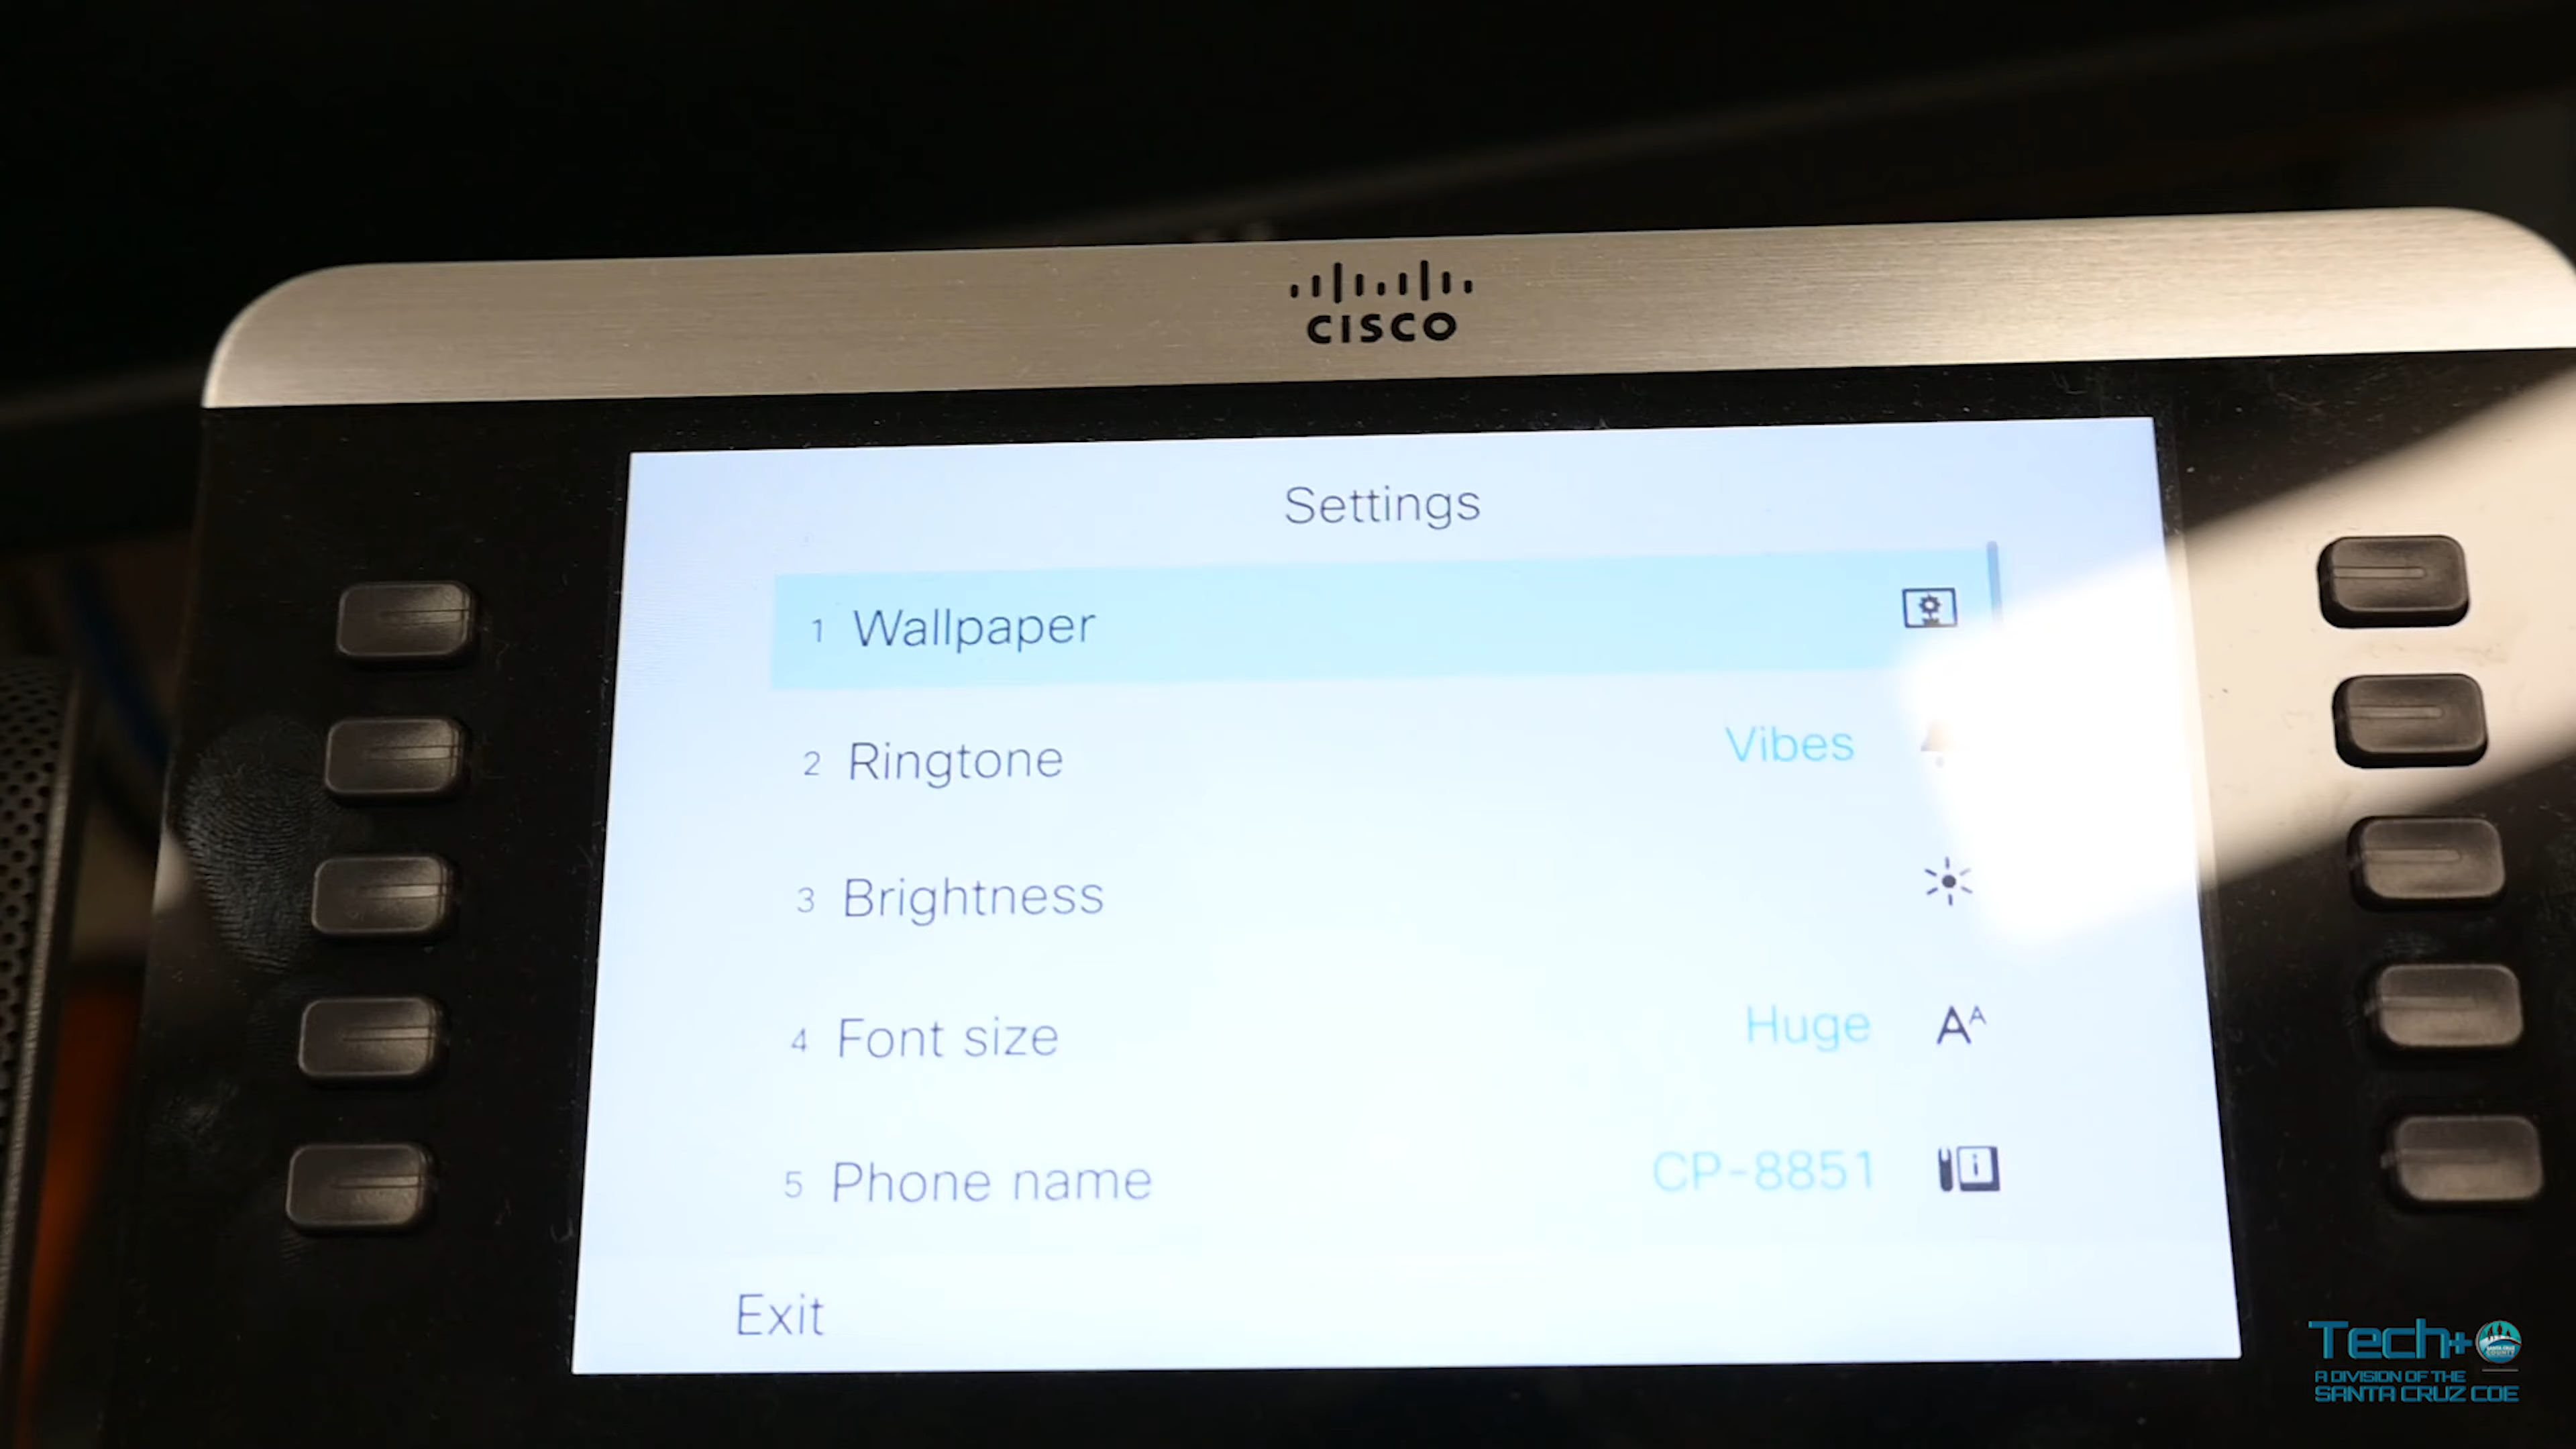 CISCO
Settings
1 Wallpaper
2 Ringtone Vibes
3 Brightness
4 Font size Huge AA
5 Phone name CP-8851 i
Exit
Tech+
A DIVISION OF THE
SANTA CRUZ COE